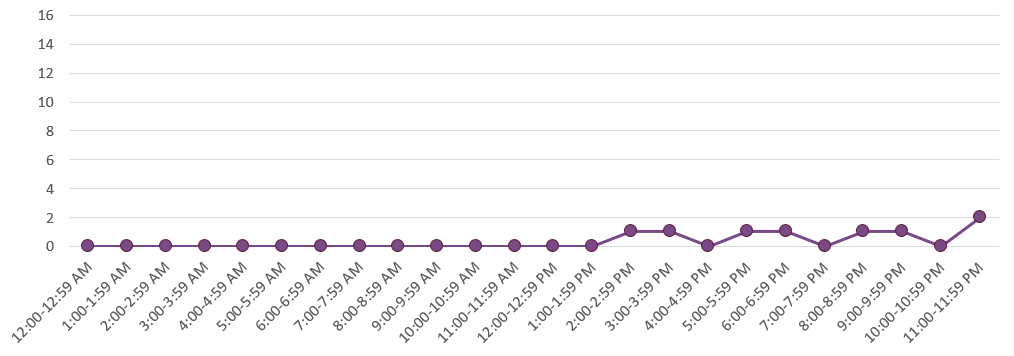 16
14
12
10
8
6
4
2
0
12:00-12:59 AM
1:00-1:59 AM
2:00-2:59 AM
3:00-3:59 AM
4:00-4:59 AM
5:00-5:59 AM
6:00-6:59 AM
7:00-7:59 AM
8:00-8:59 AM
9:00-9:59 AM
10:00-10:59 AM
11:00-11:59 AM
12:00-12:59 PM
1:00-1:59 PM
2:00-2:59 PM
3:00-3:59 PM
4:00-4:59 PM
5:00-5:59 PM
6:00-6:59 PM
7:00-7:59 PM
8:00-8:59 PM
9:00-9:59 PM
10:00-10:59 PM
11:00-11:59 PM